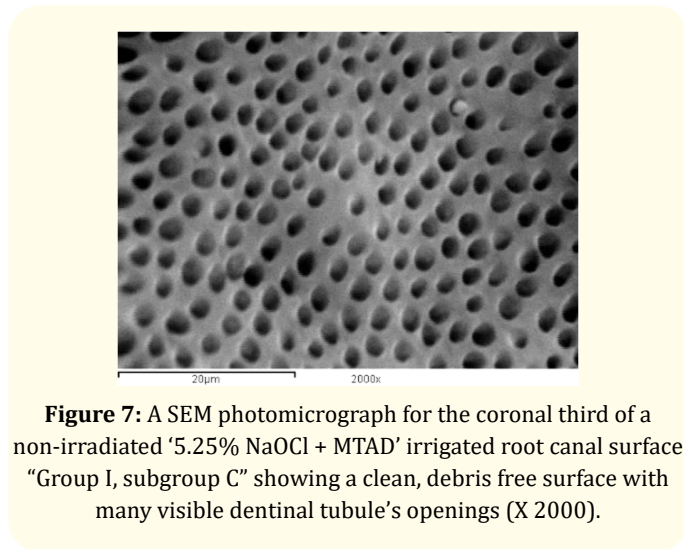 20µm 2000x
Figure 7: A SEM photomicrograph for the coronal third of a
non-irradiated ‘5.25% NaOCl + MTAD’ irrigated root canal surface
“Group I, subgroup C” showing a clean, debris free surface with
many visible dentinal tubule’s openings (X 2000).